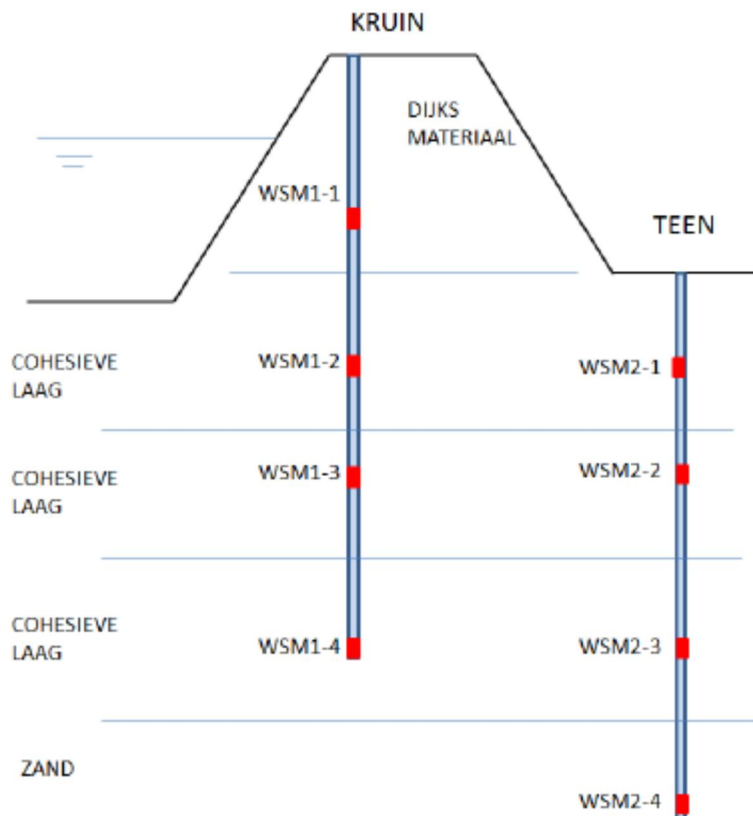 KRUIN
DIJKS
MATERIAAL
WSM1-1
TEEN
COHESIEVE
LAAG
WSM1-2
WSM2-1
COHESIEVE
LAAG
WSM1-3
WSM2-2
COHESIEVE
LAAG
WSM1-4
WSM2-3
ZAND
WSM2-4